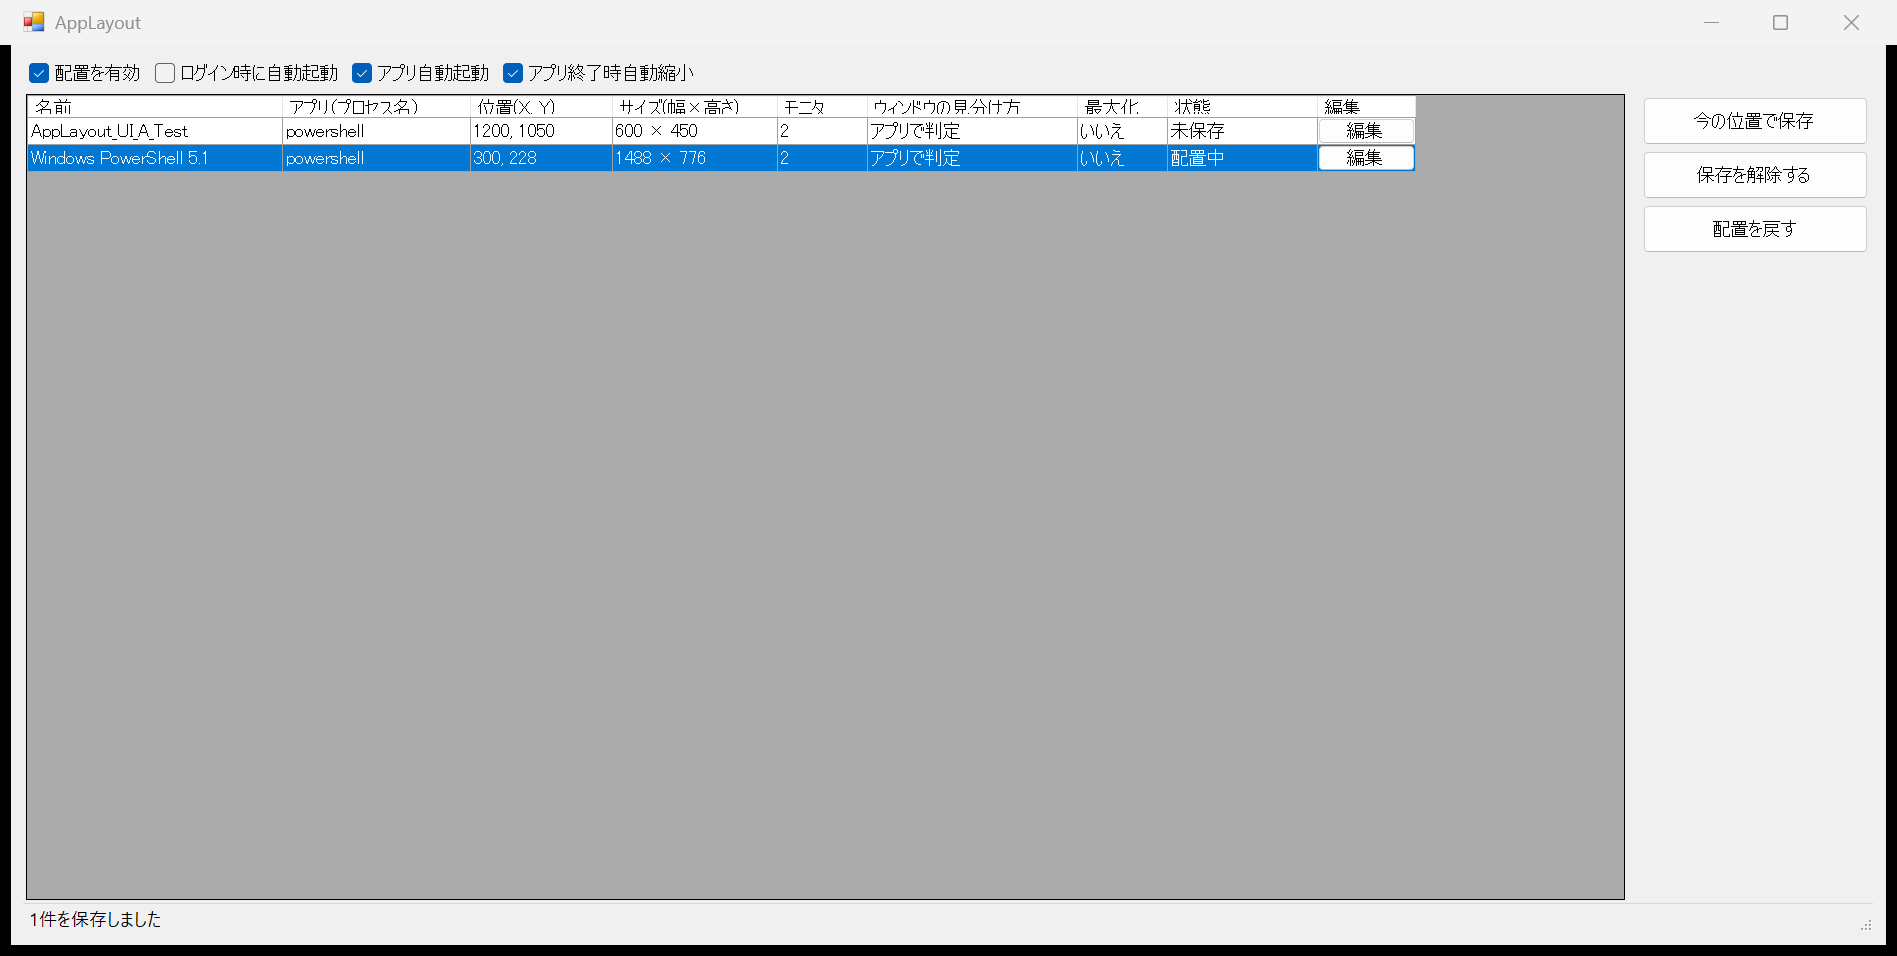 AppLayout
配置を有効 ログイン時に自動起動 アプリ自動起動 アプリ終了時自動縮小
名前 アプリ(プロセス名) 位置(X, Y) サイズ(幅×高さ) モニタ ウィンドウの見分け方 最大化 状態 編集
AppLayout_UI_A_Test powershell 1200, 1050 600 × 450 2 アプリで判定 いいえ 未保存 編集
Windows PowerShell 5.1 powershell 300, 228 1488 × 776 2 アプリで判定 いいえ 配置中 編集
今の位置で保存
保存を解除する
配置を戻す
1件を保存しました